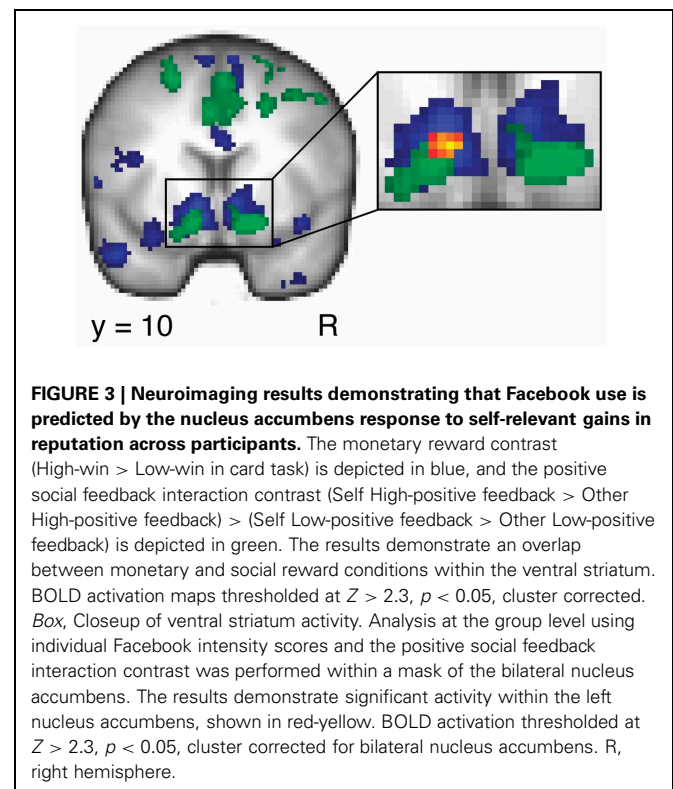 y = 10 R
FIGURE 3 | Neuroimaging results demonstrating that Facebook use is
predicted by the nucleus accumbens response to self-relevant gains in
reputation across participants. The monetary reward contrast
(High-win > Low-win in card task) is depicted in blue, and the positive
social feedback interaction contrast (Self High-positive feedback > Other
High-positive feedback) > (Self Low-positive feedback > Other Low-positive
feedback) is depicted in green. The results demonstrate an overlap
between monetary and social reward conditions within the ventral striatum.
BOLD activation maps thresholded at Z > 2.3, p < 0.05, cluster corrected.
Box, Closeup of ventral striatum activity. Analysis at the group level using
individual Facebook intensity scores and the positive social feedback
interaction contrast was performed within a mask of the bilateral nucleus
accumbens. The results demonstrate significant activity within the left
nucleus accumbens, shown in red-yellow. BOLD activation thresholded at
Z > 2.3, p < 0.05, cluster corrected for bilateral nucleus accumbens. R,
right hemisphere.